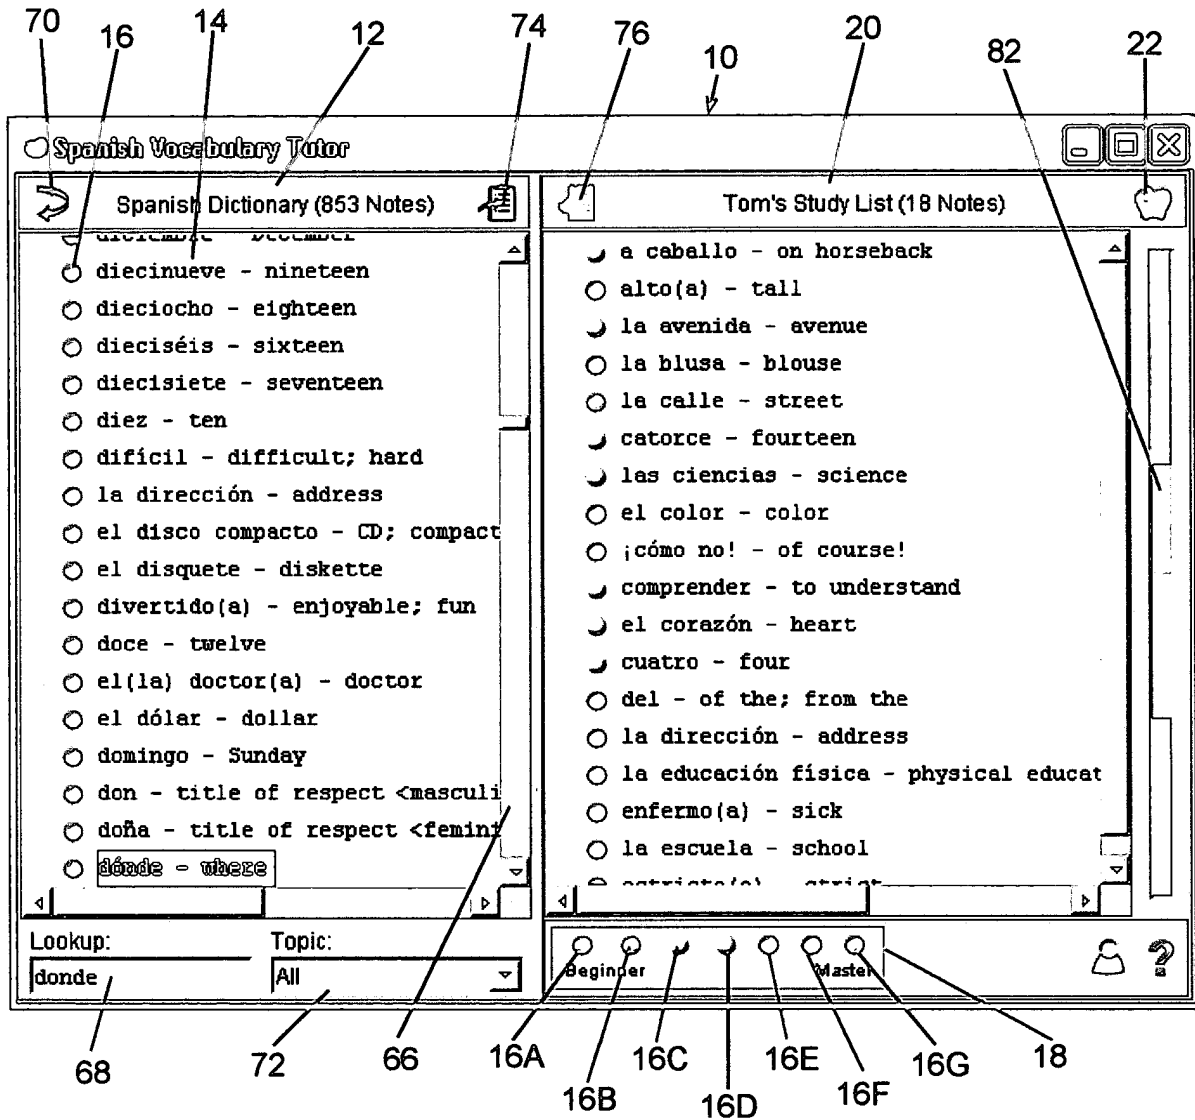 70
16
14
12
74
76
10
20
82
22
Spanish Vocabulary Tutor
Spanish Dictionary (853 Notes)
Tom's Study List (18 Notes)
diciembre - December
diecinueve - nineteen
dieciocho - eighteen
dieciséis - sixteen
diecisiete - seventeen
diez - ten
difícil - difficult; hard
la dirección - address
el disco compacto - CD; compact
el disquete - diskette
divertido(a) - enjoyable; fun
doce - twelve
el(la) doctor(a) - doctor
el dólar - dollar
domingo - Sunday
don - title of respect <masculi
doña - title of respect <femini
dónde - where
a caballo - on horseback
alto(a) - tall
la avenida - avenue
la blusa - blouse
la calle - street
catorce - fourteen
las ciencias - science
el color - color
¡cómo no! - of course!
comprender - to understand
el corazón - heart
cuatro - four
del - of the; from the
la dirección - address
la educación física - physical educat
enfermo(a) - sick
la escuela - school
estricto(a) - strict
Lookup:
donde
Topic:
All
Beginner
Master
?
68
72
66
16A
16B
16C
16D
16E
16F
16G
18